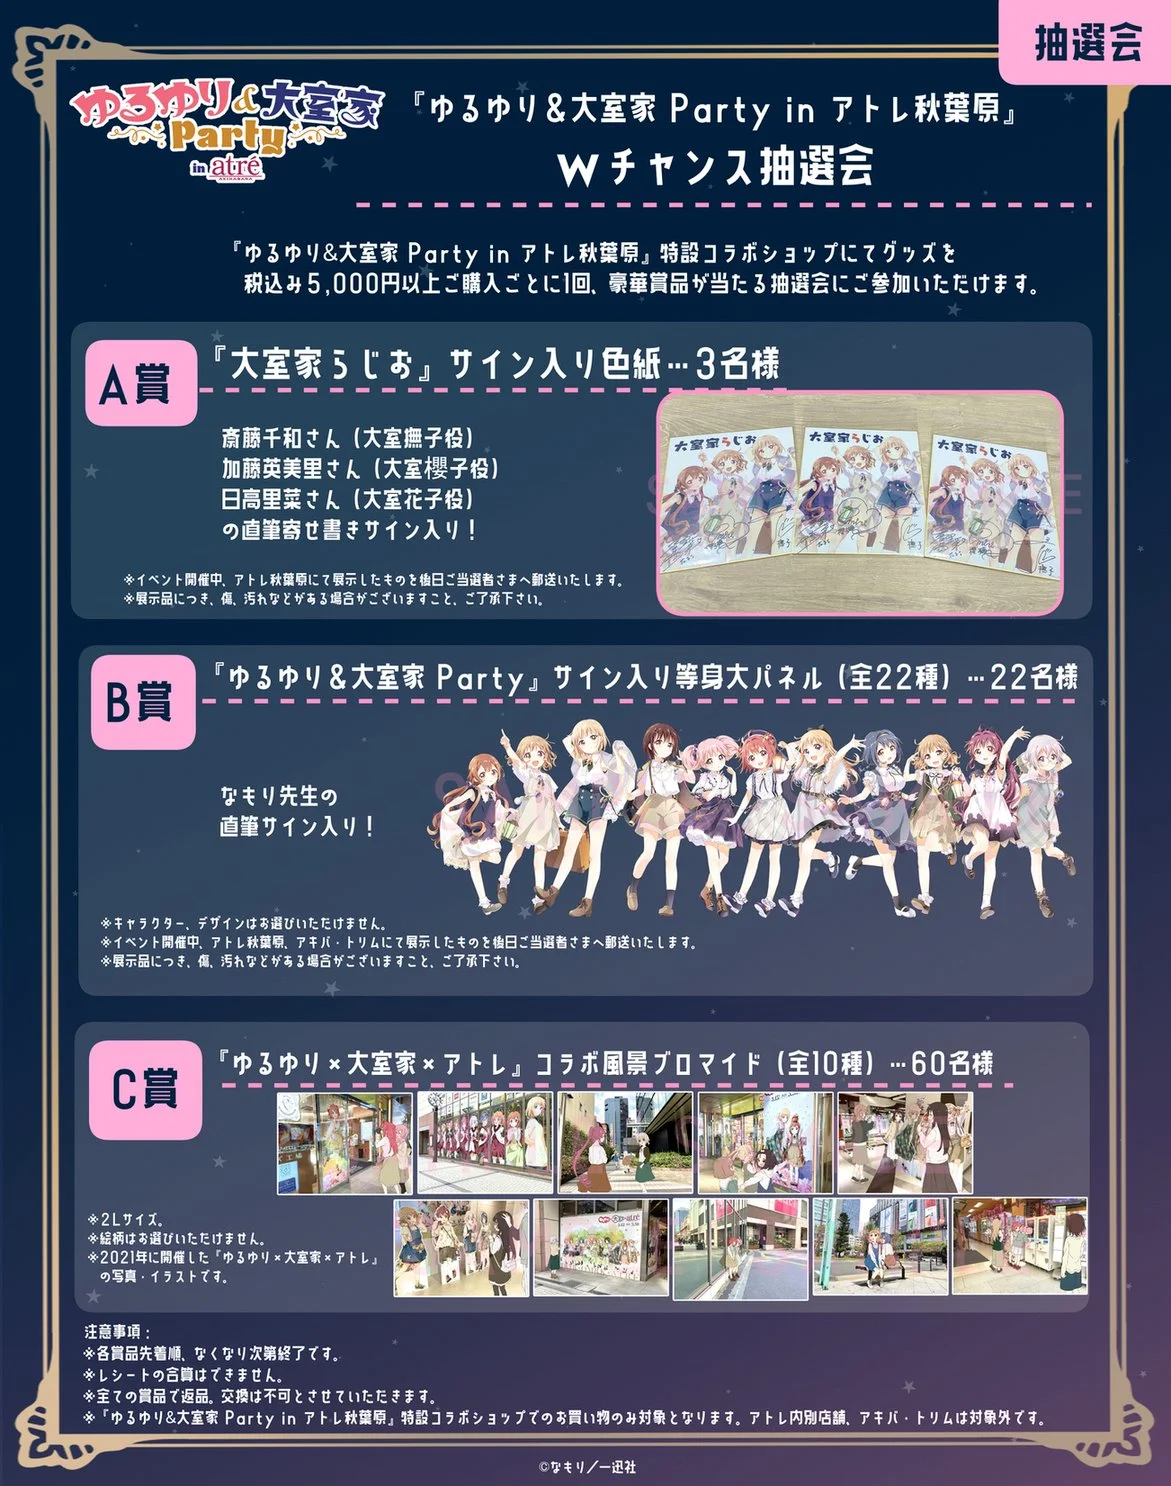 抽選会
ゆるゆり&大室家
Party
in atré
AKIHABARA
『ゆるゆり＆大室家 Party in アトレ秋葉原』
Wチャンス抽選会
『ゆるゆり&大室家 Party in アトレ秋葉原』特設コラボショップにてグッズを
税込み5,000円以上ご購入ごとに1回、豪華賞品が当たる抽選会にご参加いただけます。
A賞
『大室家らじお』サイン入り色紙…3名様
斎藤千和さん（大室撫子役）
加藤英美里さん（大室櫻子役）
日高里菜さん（大室花子役）
の直筆寄せ書きサイン入り！
大室家らじお
大室家らじお
大室家らじお
※イベント開催中、アトレ秋葉原にて展示したものを後日ご当選者さまへ郵送いたします。
※展示品につき、傷、汚れなどがある場合がございますこと、ご了承下さい。
B賞
『ゆるゆり＆大室家 Party』サイン入り等身大パネル（全22種）…22名様
なもり先生の
直筆サイン入り！
※キャラクター、デザインはお選びいただけません。
※イベント開催中、アトレ秋葉原、アキバ・トリムにて展示したものを後日ご当選者さまへ郵送いたします。
※展示品につき、傷、汚れなどがある場合がございますこと、ご了承下さい。
C賞
『ゆるゆり×大室家×アトレ』コラボ風景ブロマイド（全10種）…60名様
※2Lサイズ。
※絵柄はお選びいただけません。
※2021年に開催した『ゆるゆり×大室家×アトレ』
の写真・イラストです。
注意事項：
※各賞品先着順、なくなり次第終了です。
※レシートの合算はできません。
※全ての賞品で返品。交換は不可とさせていただきます。
※『ゆるゆり&大室家 Party in アトレ秋葉原』特設コラボショップでのお買い物のみ対象となります。アトレ内別店舗、アキバ・トリムは対象外です。
©なもり／一迅社